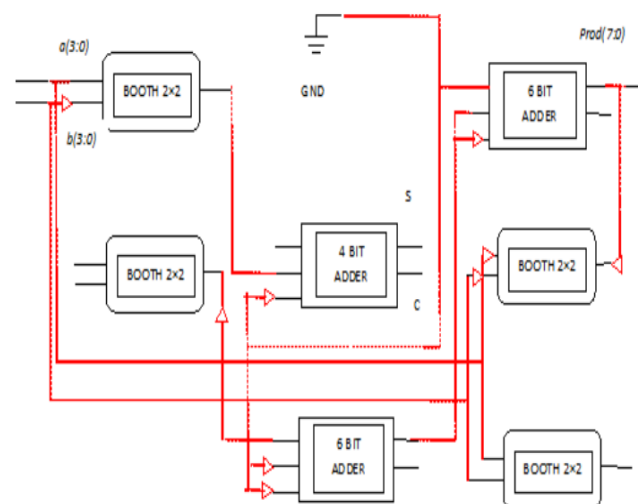 a(3:0)
Prod(7:0)
BOOTH 2×2
GND
6 BIT
ADDER
b(3:0)
S
4 BIT
ADDER
BOOTH 2×2
BOOTH 2×2
C
6 BIT
ADDER
BOOTH 2×2